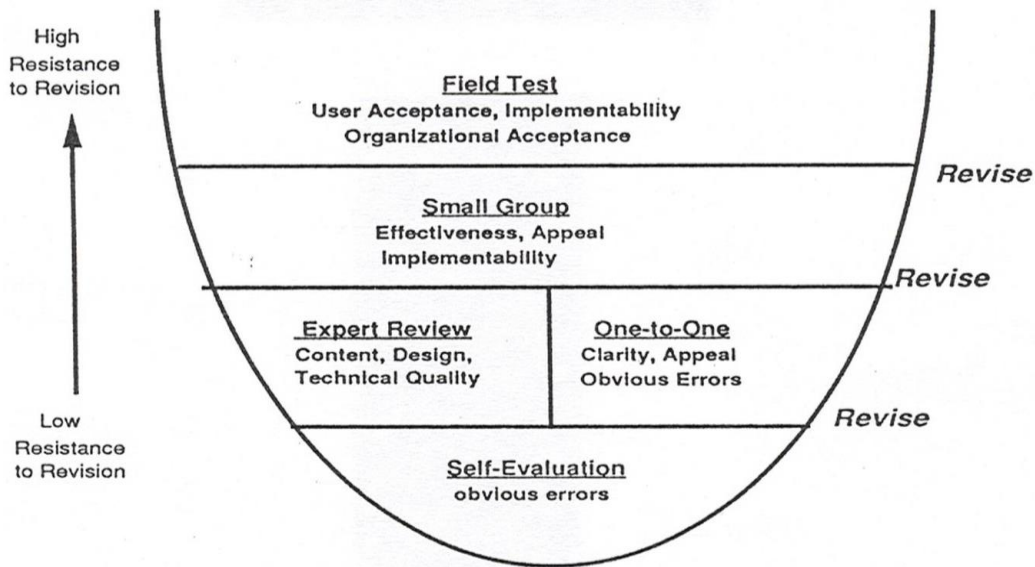 High
Resistance
to Revision
Field Test
User Acceptance, Implementability
Organizational Acceptance
Revise
Small Group
Effectiveness, Appeal
Implementability
Revise
Expert Review
Content, Design,
Technical Quality
One-to-One
Clarity, Appeal
Obvious Errors
Revise
Low
Resistance
to Revision
Self-Evaluation
obvious errors